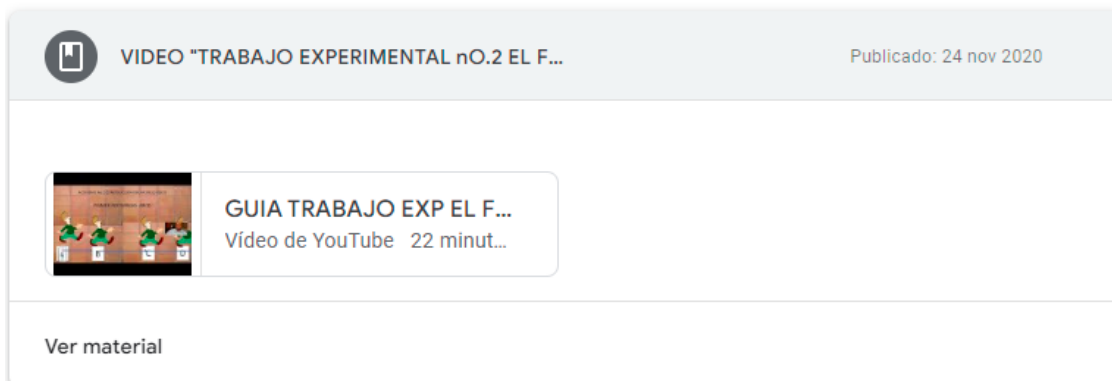 VIDEO "TRABAJO EXPERIMENTAL nO.2 EL F...
Publicado: 24 nov 2020
GUIA TRABAJO EXP EL F...
Vídeo de YouTube 22 minut...
Ver material